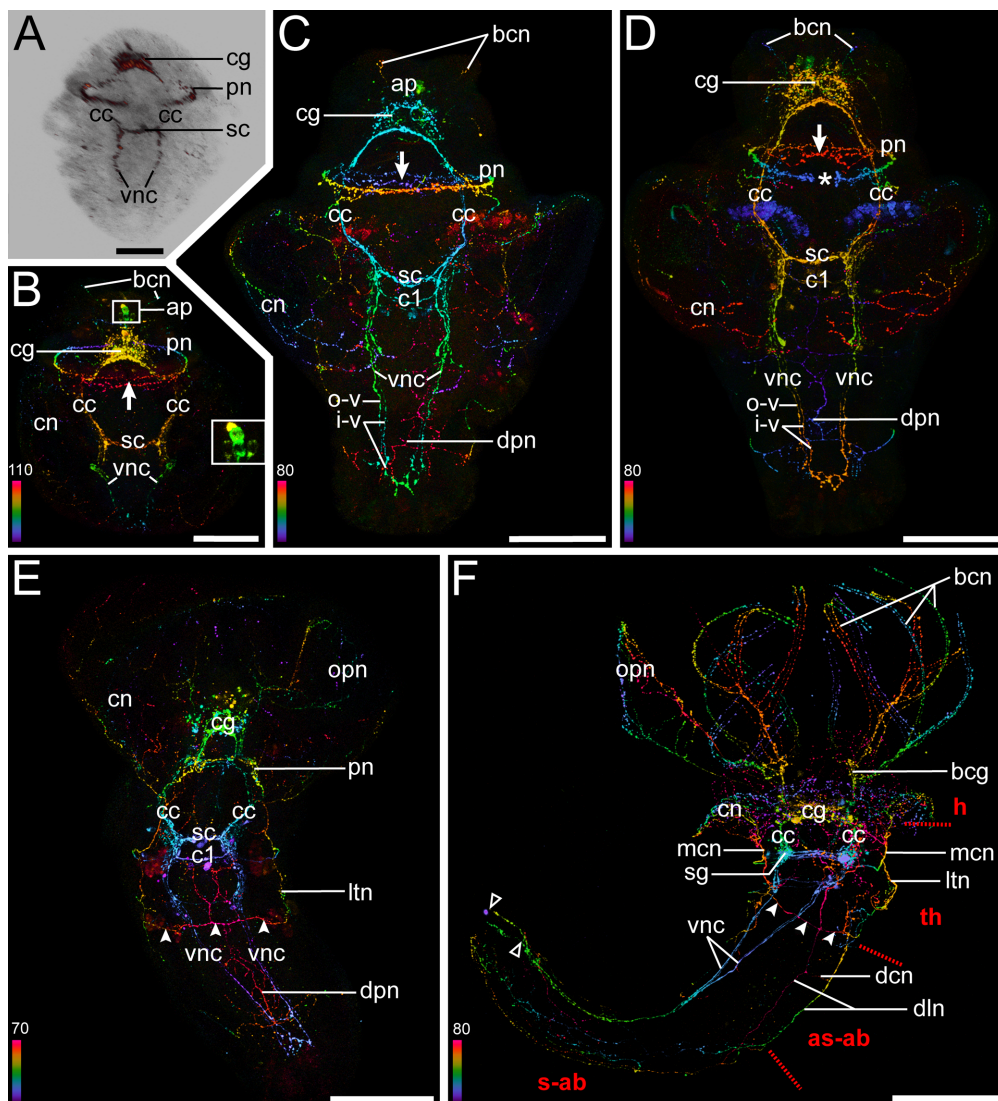 A
cg
pn
cc cc
sc
vnc
B
bcn
ap
cg
pn
cc cc
cn
sc
vnc
110
C
bcn
ap
cg
pn
cc cc
sc
c1
cn
vnc
o-v
i-v
dpn
80
D
bcn
cg
pn
*
cc cc
sc
c1
cn
vnc vnc
o-v
i-v
dpn
80
E
opn
cn
cg
pn
cc cc
sc
c1
ltn
vnc vnc
dpn
70
F
bcn
opn
bcg
h
cn
cg
cc cc
mcn mcn
sg
ltn
th
vnc
dcn
dln
as-ab
s-ab
80